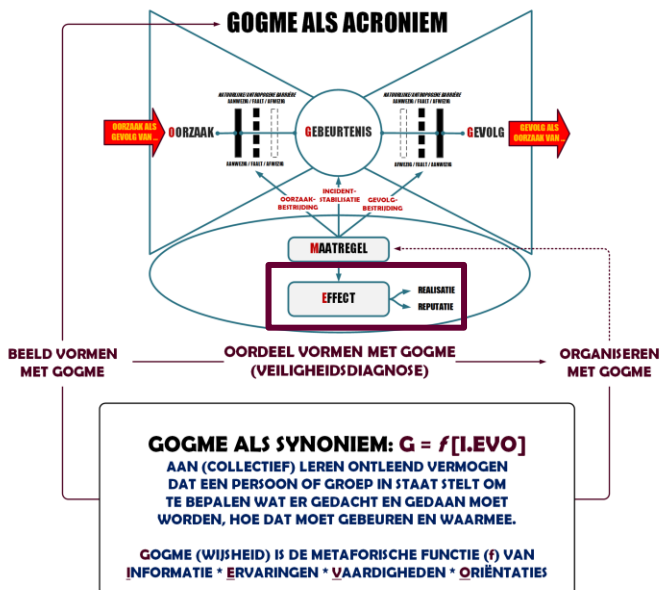 GOGME ALS ACRONIEM
NATUURLIJKE/ANTROPOGENE BARRIÈRE
AANWEZIG / FAALT / AFWEZIG
NATUURLIJKE/ANTROPOGENE BARRIÈRE
AANWEZIG / FAALT / AFWEZIG
OORZAAK ALS
GEVOLG VAN ...
OORZAAK
GEBEURTENIS
GEVOLG
GEVOLG ALS
OORZAAK VAN ...
AANWEZIG / FAALT / AFWEZIG
AFWEZIG / FAALT / AANWEZIG
OORZAAK-
BESTRIJDING
INCIDENT-
STABILISATIE
GEVOLG-
BESTRIJDING
MAATREGEL
EFFECT
REALISATIE
REPUTATIE
BEELD VORMEN
MET GOGME
OORDEEL VORMEN MET GOGME
(VEILIGHEIDSDIAGNOSE)
ORGANISEREN
MET GOGME
GOGME ALS SYNONIEM: G = f [I.EVO]
AAN (COLLECTIEF) LEREN ONTLEEND VERMOGEN
DAT EEN PERSOON OF GROEP IN STAAT STELT OM
TE BEPALEN WAT ER GEDACHT EN GEDAAN MOET
WORDEN, HOE DAT MOET GEBEUREN EN WAARMEE.
GOGME (WIJSHEID) IS DE METAFORISCHE FUNCTIE (f) VAN
INFORMATIE * ERVARINGEN * VAARDIGHEDEN * ORIËNTATIES